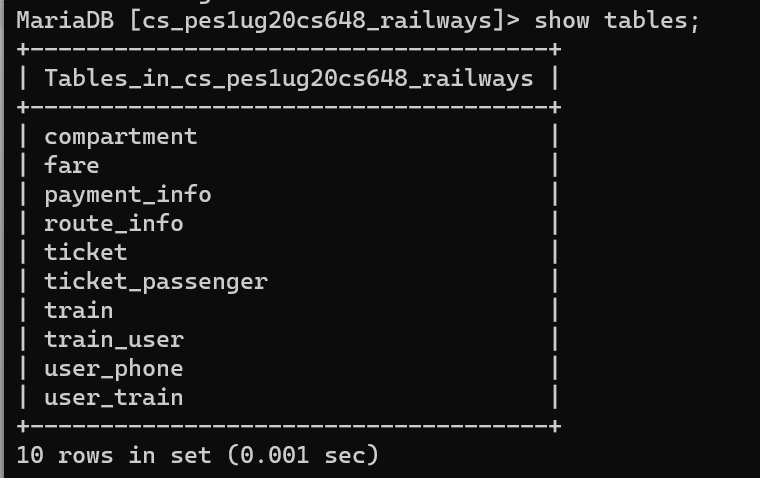 MariaDB [cs_pes1ug20cs648_railways]> show tables;
+-------------------------------------+
| Tables_in_cs_pes1ug20cs648_railways |
+-------------------------------------+
| compartment                         |
| fare                                |
| payment_info                        |
| route_info                          |
| ticket                              |
| ticket_passenger                    |
| train                               |
| train_user                          |
| user_phone                          |
| user_train                          |
+-------------------------------------+
10 rows in set (0.001 sec)